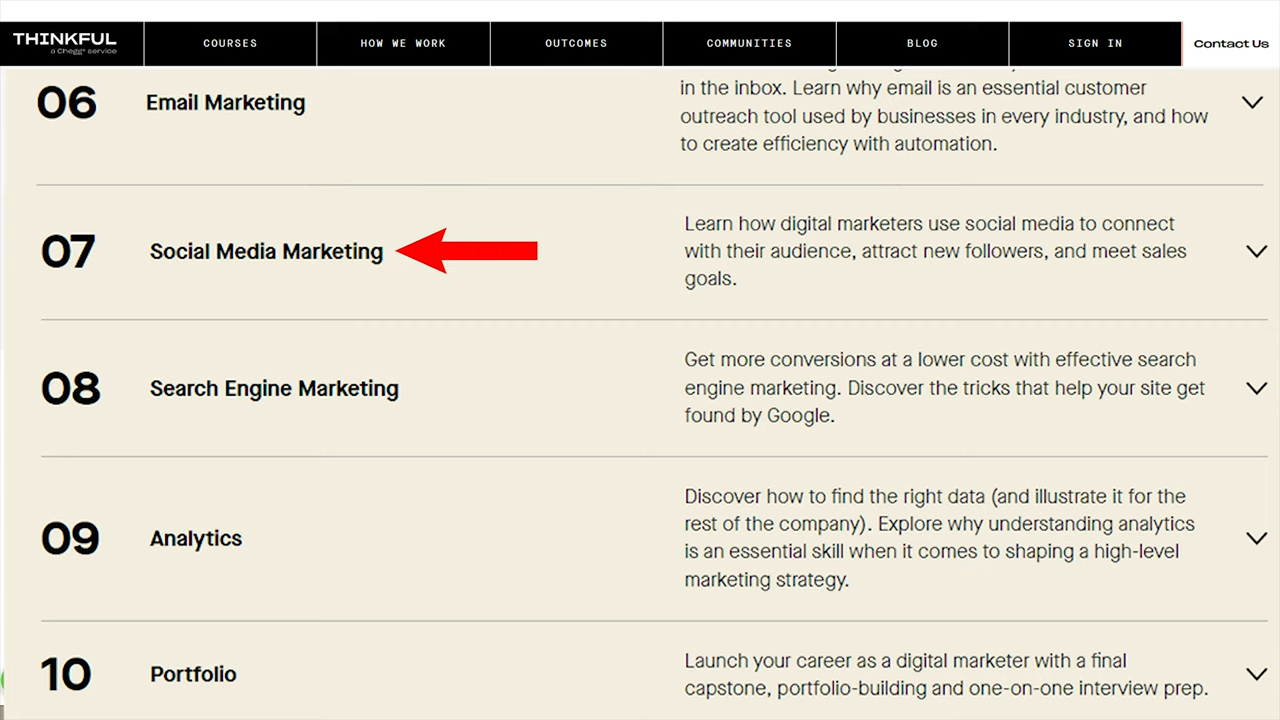 THINKFUL
a Chegg service
COURSES
HOW WE WORK
OUTCOMES
COMMUNITIES
BLOG
SIGN IN
Contact Us
06
Email Marketing
in the inbox. Learn why email is an essential customer
outreach tool used by businesses in every industry, and how
to create efficiency with automation.
07
Social Media Marketing
Learn how digital marketers use social media to connect
with their audience, attract new followers, and meet sales
goals.
08
Search Engine Marketing
Get more conversions at a lower cost with effective search
engine marketing. Discover the tricks that help your site get
found by Google.
09
Analytics
Discover how to find the right data (and illustrate it for the
rest of the company). Explore why understanding analytics
is an essential skill when it comes to shaping a high-level
marketing strategy.
10
Portfolio
Launch your career as a digital marketer with a final
capstone, portfolio-building and one-on-one interview prep.